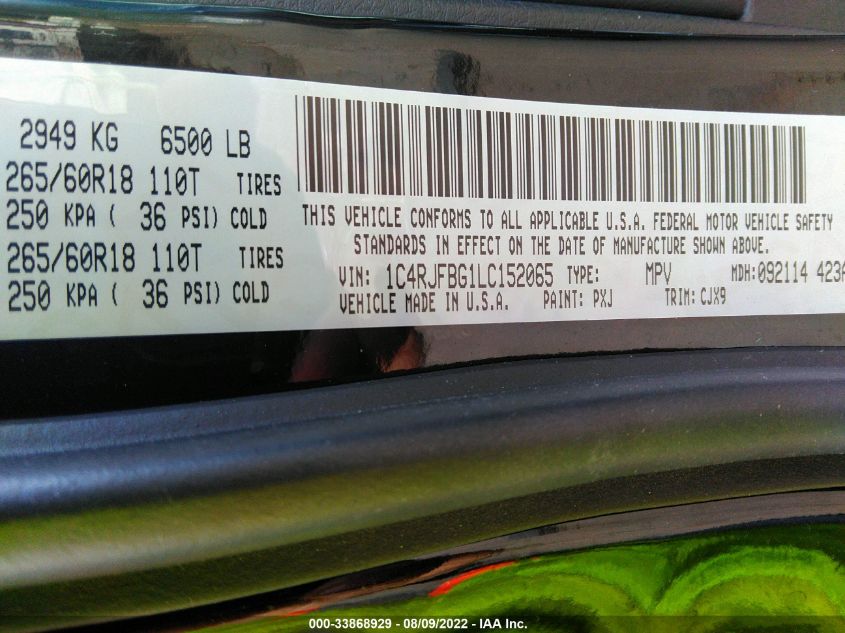 2949 KG 6500 LB
265/60R18 110T TIRES
250 KPA ( 36 PSI) COLD
265/60R18 110T TIRES
250 KPA ( 36 PSI) COLD
THIS VEHICLE CONFORMS TO ALL APPLICABLE U.S.A. FEDERAL MOTOR VEHICLE SAFETY
STANDARDS IN EFFECT ON THE DATE OF MANUFACTURE SHOWN ABOVE.
VIN: 1C4RJFBG1LC152065 TYPE: MPV MDH:092114 423A
VEHICLE MADE IN U.S.A. PAINT: PXJ TRIM: CJX9
000-33868929 - 08/09/2022 - IAA Inc.